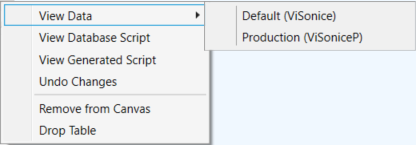 View Data
Default (ViSonice)
Production (ViSoniceP)
View Database Script
View Generated Script
Undo Changes
Remove from Canvas
Drop Table